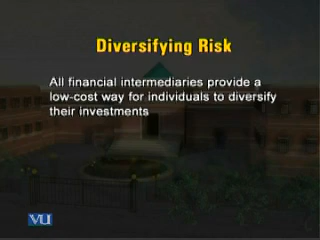 Diversifying Risk
All financial intermediaries provide a
low-cost way for individuals to diversify
their investments
VU